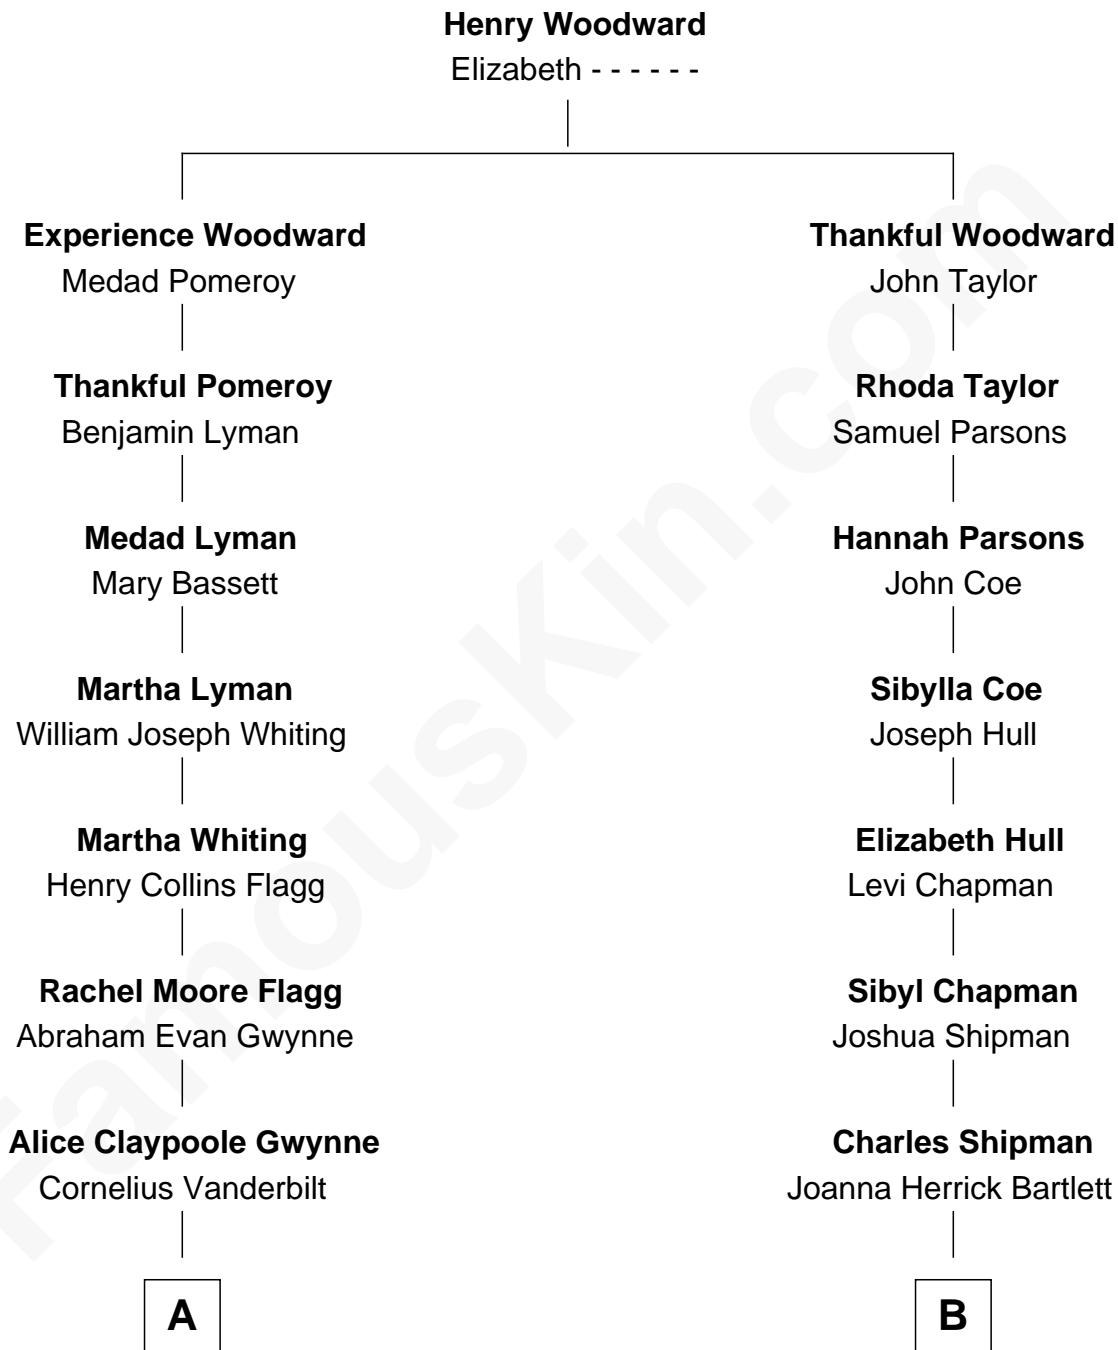 Henry Woodward
Elizabeth - - - - - -
Experience Woodward
Medad Pomeroy
Thankful Woodward
John Taylor
Thankful Pomeroy
Benjamin Lyman
Rhoda Taylor
Samuel Parsons
Medad Lyman
Mary Bassett
Hannah Parsons
John Coe
Martha Lyman
William Joseph Whiting
Sibylla Coe
Joseph Hull
Martha Whiting
Henry Collins Flagg
Elizabeth Hull
Levi Chapman
Rachel Moore Flagg
Abraham Evan Gwynne
Sibyl Chapman
Joshua Shipman
Alice Claypoole Gwynne
Cornelius Vanderbilt
Charles Shipman
Joanna Herrick Bartlett
A
B
FamousKin.com